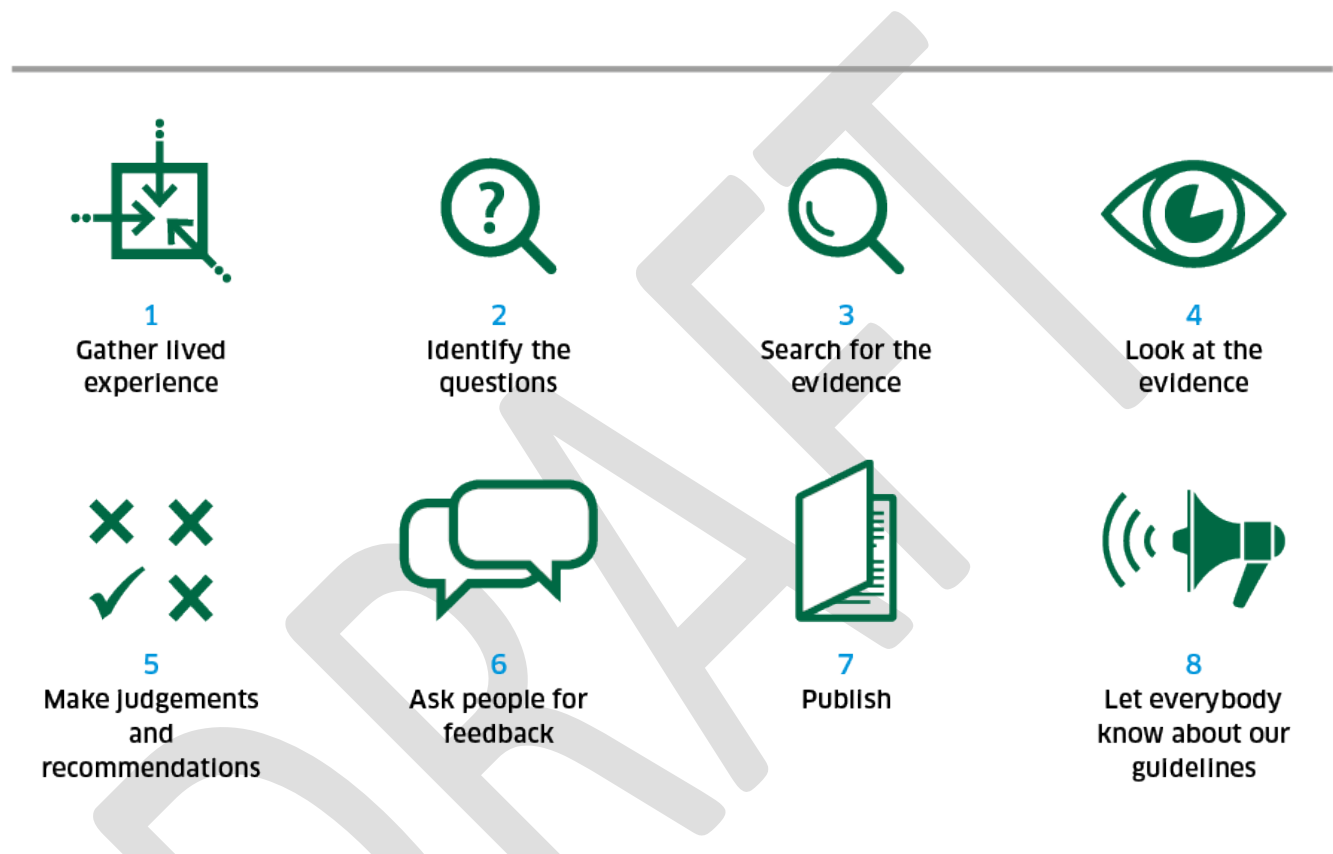 1
Gather lived
experience
2
Identify the
questions
3
Search for the
evidence
4
Look at the
evidence
5
Make judgements
and
recommendations
6
Ask people for
feedback
7
Publish
8
Let everybody
know about our
guidelines
?
DRAFT